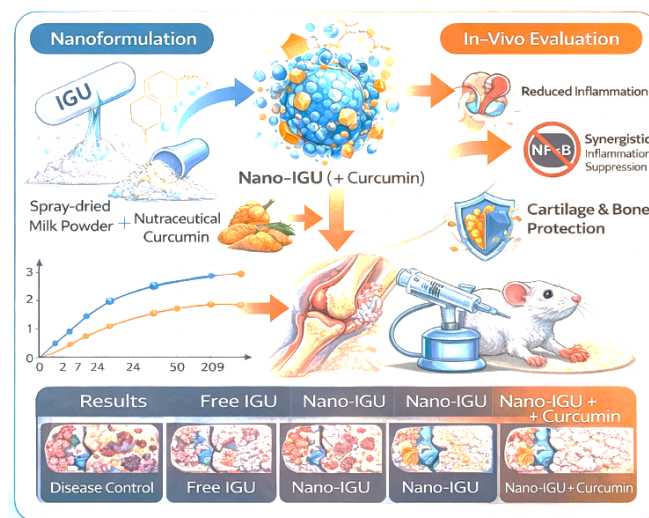 Nanoformulation
In-Vivo Evaluation
IGU
Reduced Inflammation
NF-κB
Synergistic
Inflammation
Suppression
Nano-IGU (+ Curcumin)
Spray-dried
Milk Powder
+
Nutraceutical
Curcumin
Cartilage & Bone
Protection
3
2
1
0
0 2 7 24 24 50 209
Results Free IGU Nano-IGU Nano-IGU Nano-IGU +
+ Curcumin
Disease Control Free IGU Nano-IGU Nano-IGU Nano-IGU + Curcumin